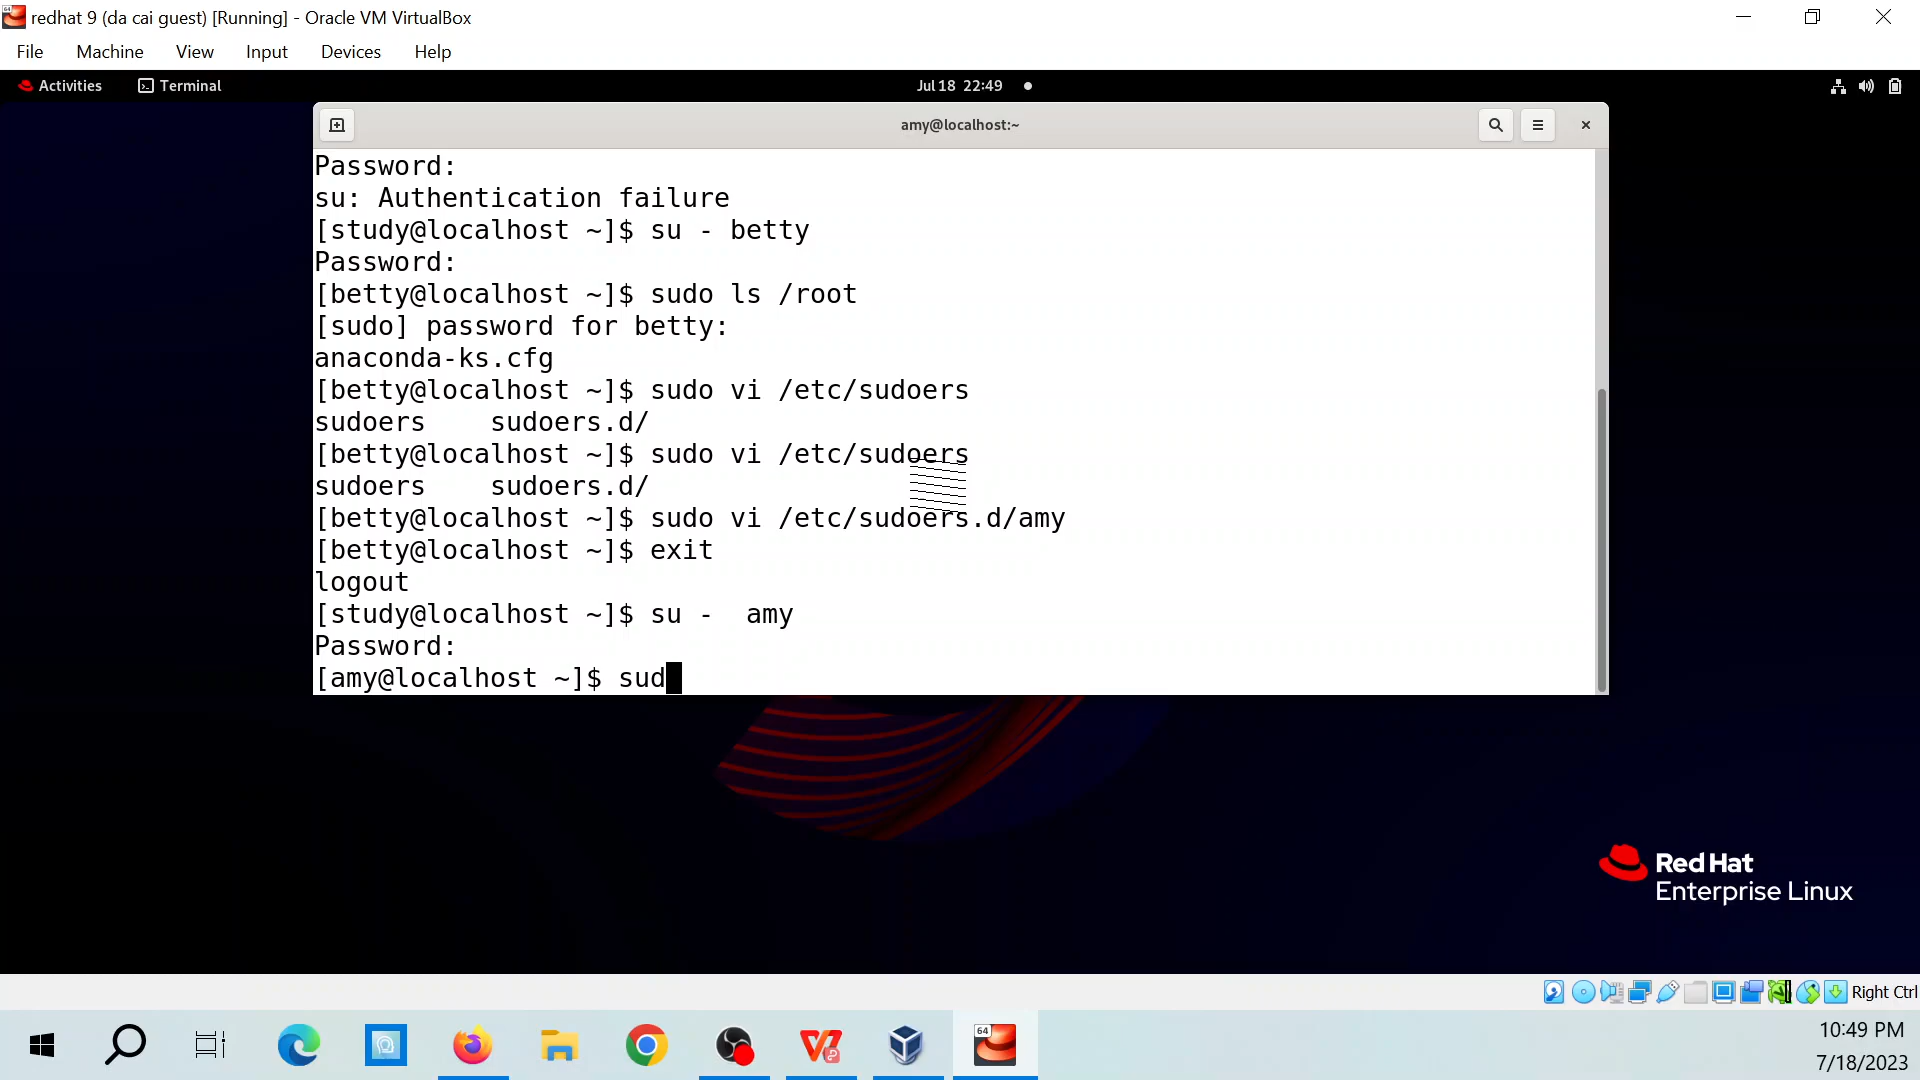 redhat 9 (da cai guest) [Running] - Oracle VM VirtualBox
File Machine View Input Devices Help
Activities Terminal Jul 18 22:49
amy@localhost:~
Password:
su: Authentication failure
[study@localhost ~]$ su - betty
Password:
[betty@localhost ~]$ sudo ls /root
[sudo] password for betty:
anaconda-ks.cfg
[betty@localhost ~]$ sudo vi /etc/sudoers
sudoers    sudoers.d/
[betty@localhost ~]$ sudo vi /etc/sudoers
sudoers    sudoers.d/
[betty@localhost ~]$ sudo vi /etc/sudoers.d/amy
[betty@localhost ~]$ exit
logout
[study@localhost ~]$ su -  amy
Password:
[amy@localhost ~]$ sud
Red Hat
Enterprise Linux
Right Ctrl
64
64
10:49 PM
7/18/2023